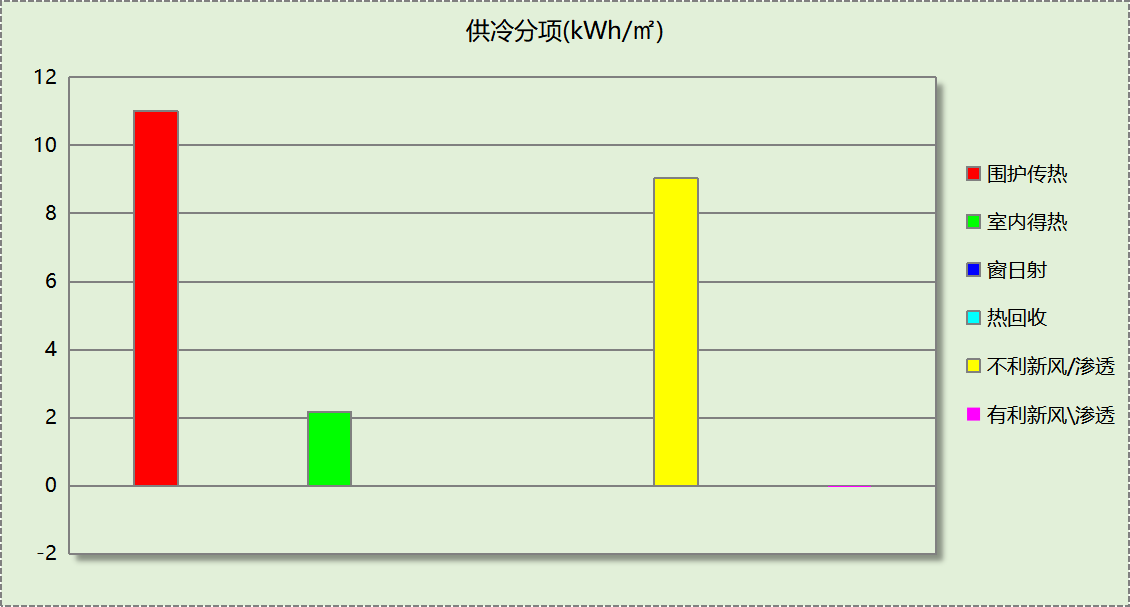 供冷分项(kWh/㎡)
12
10
8
6
4
2
0
-2
围护传热
室内得热
窗日射
热回收
不利新风/渗透
有利新风\渗透